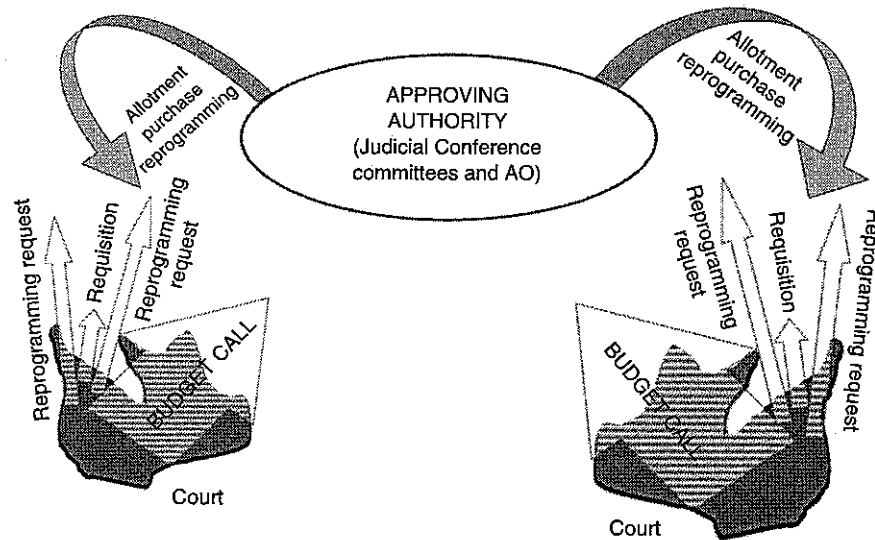 Allotment
purchase
reprogramming
APPROVING
AUTHORITY
(Judicial Conference
committees and AO)
Allotment
purchase
reprogramming
Reprogramming request
Requisition
Reprogramming
request
BUDGET CALL
Court
Reprogramming
request
Requisition
Reprogramming request
BUDGET CALL
Court